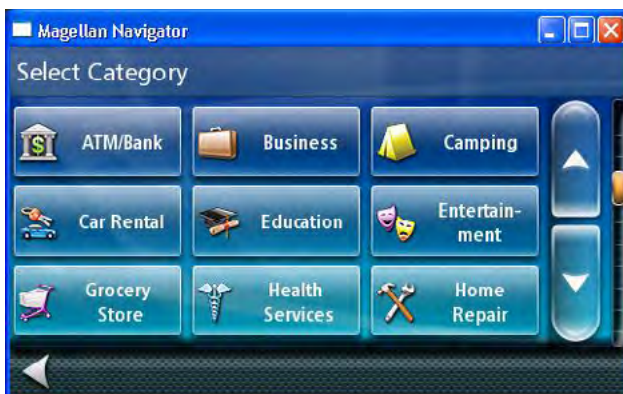 Magellan Navigator
Select Category
ATM/Bank
Business
Camping
Car Rental
Education
Entertain-
ment
Grocery
Store
Health
Services
Home
Repair